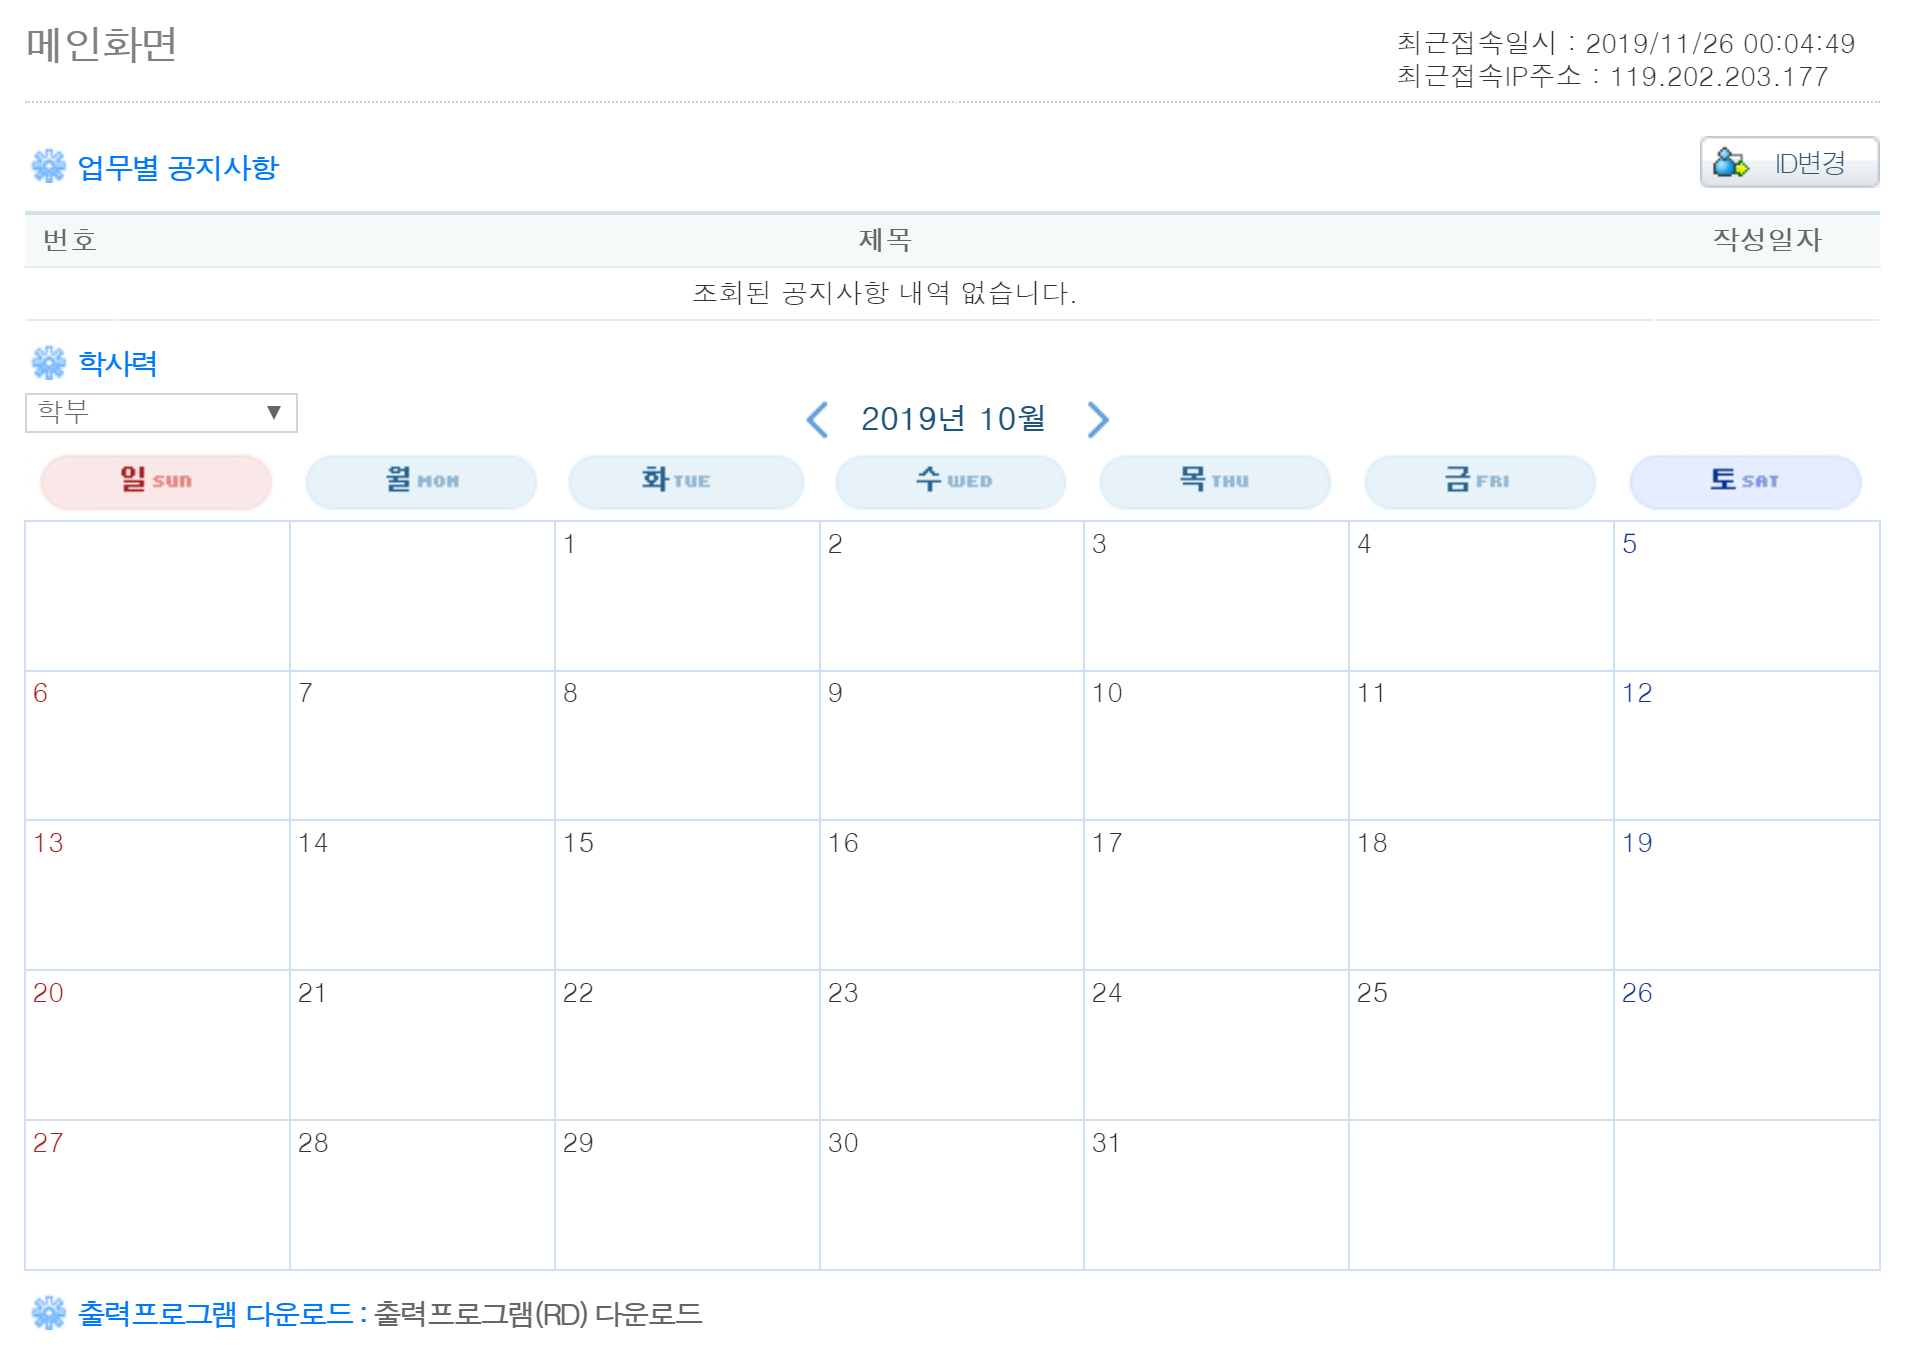 메인화면
최근접속일시 : 2019/11/26 00:04:49
최근접속IP주소 : 119.202.203.177
업무별 공지사항
ID변경
번호 제목 작성일자
조회된 공지사항 내역 없습니다.
학사력
학부 ▼
2019년 10월
일 SUN 월 MON 화 TUE 수 WED 목 THU 금 FRI 토 SAT
1 2 3 4 5
6 7 8 9 10 11 12
13 14 15 16 17 18 19
20 21 22 23 24 25 26
27 28 29 30 31
출력프로그램 다운로드 : 출력프로그램(RD) 다운로드